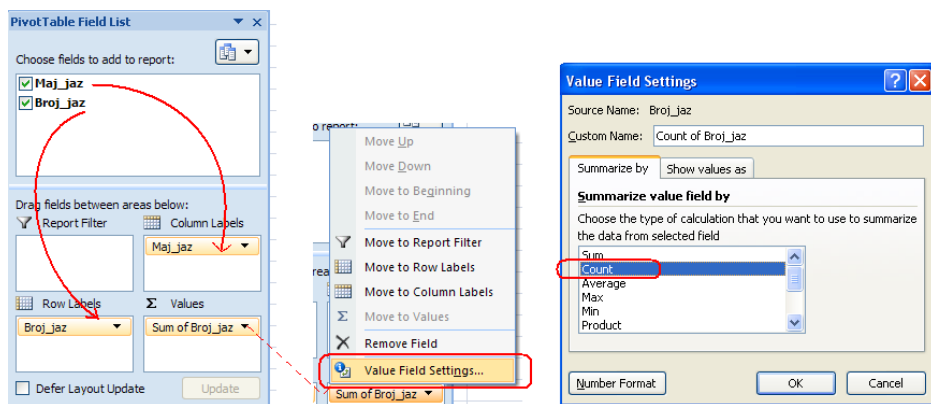 PivotTable Field List
Choose fields to add to report:
Maj_jaz
Broj_jaz
Drag fields between areas below:
Report Filter
Column Labels
Maj_jaz
Row Labels
Σ Values
Broj_jaz
Sum of Broj_jaz
Defer Layout Update
Update
to report:
Move Up
Move Down
Move to Beginning
Move to End
Move to Report Filter
Move to Row Labels
Move to Column Labels
Σ Move to Values
Remove Field
Value Field Settings...
Sum of Broj_jaz
Value Field Settings
Source Name: Broj_jaz
Custom Name: Count of Broj_jaz
Summarize by
Show values as
Summarize value field by
Choose the type of calculation that you want to use to summarize
the data from selected field
Sum
Count
Average
Max
Min
Product
Number Format
OK
Cancel